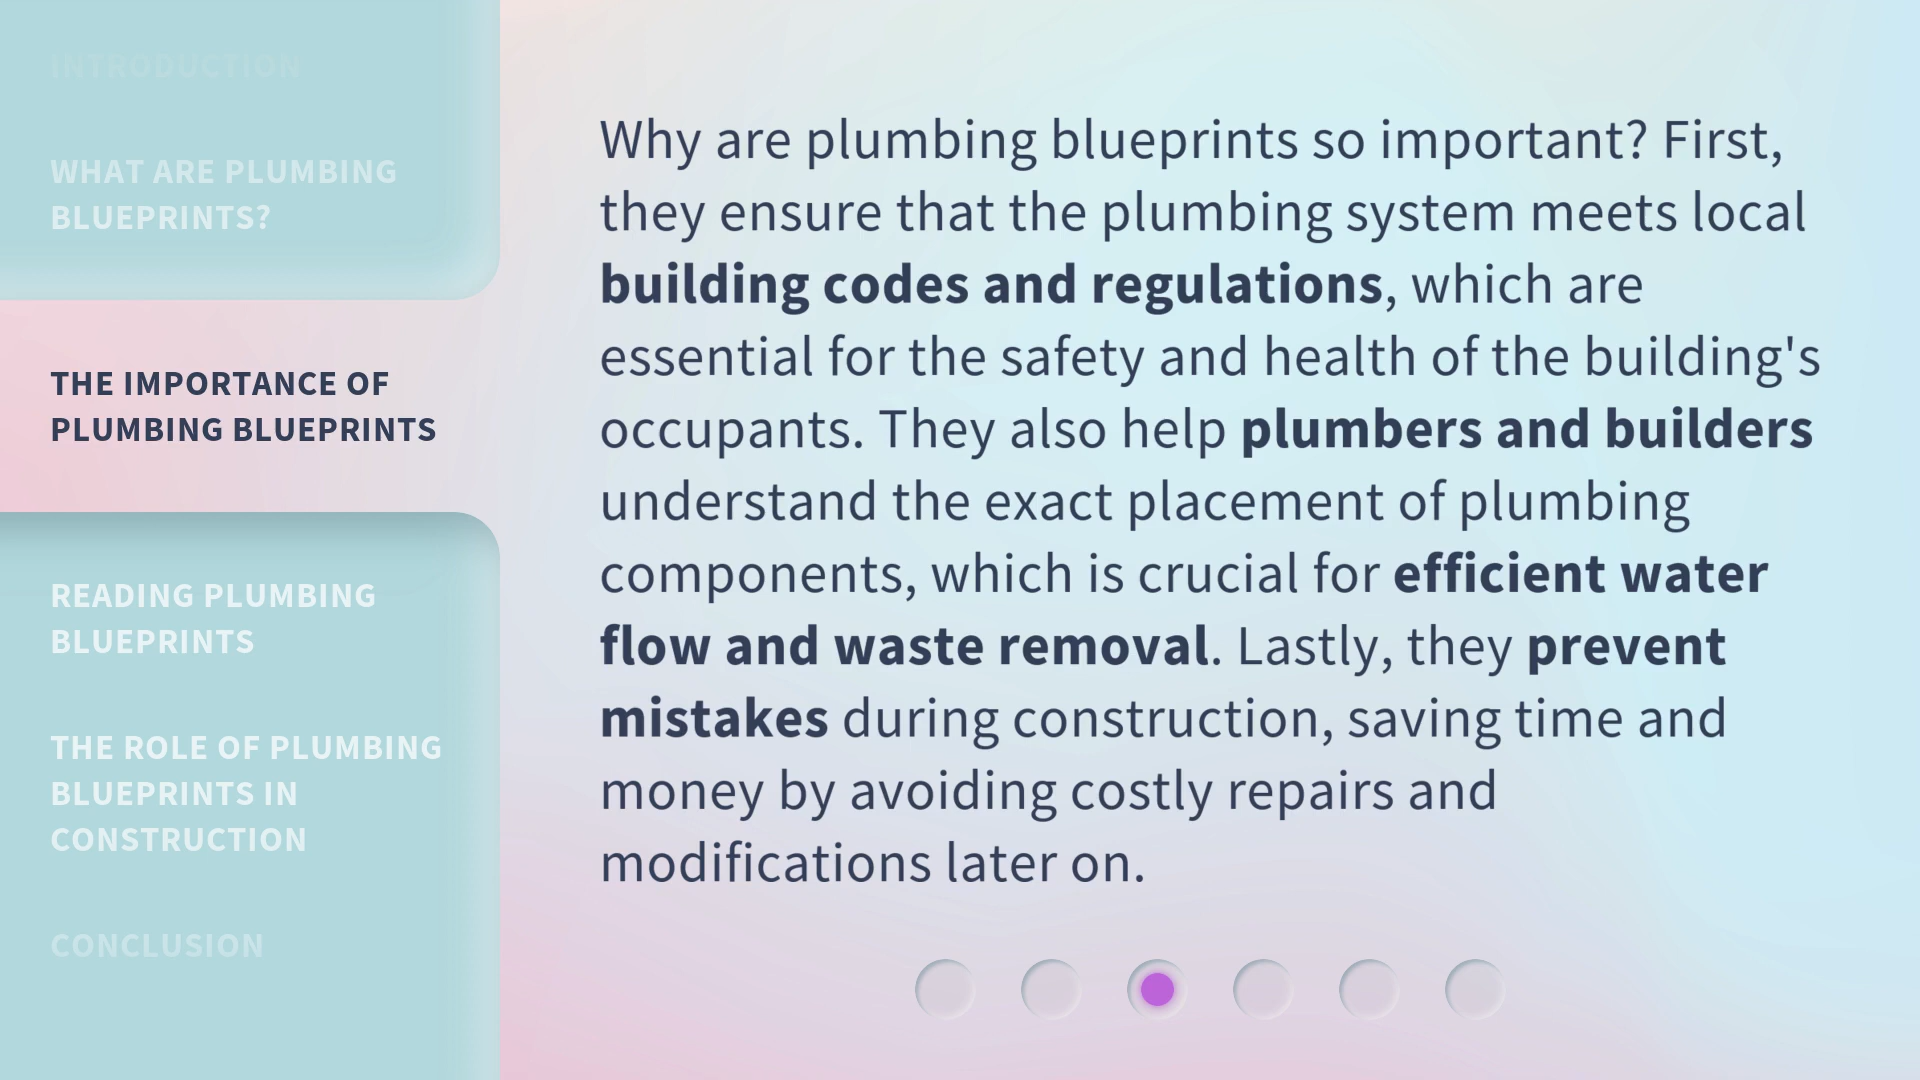 INTRODUCTION
WHAT ARE PLUMBING
BLUEPRINTS?
THE IMPORTANCE OF
PLUMBING BLUEPRINTS
READING PLUMBING
BLUEPRINTS
THE ROLE OF PLUMBING
BLUEPRINTS IN
CONSTRUCTION
CONCLUSION
Why are plumbing blueprints so important? First,
they ensure that the plumbing system meets local
building codes and regulations, which are
essential for the safety and health of the building's
occupants. They also help plumbers and builders
understand the exact placement of plumbing
components, which is crucial for efficient water
flow and waste removal. Lastly, they prevent
mistakes during construction, saving time and
money by avoiding costly repairs and
modifications later on.